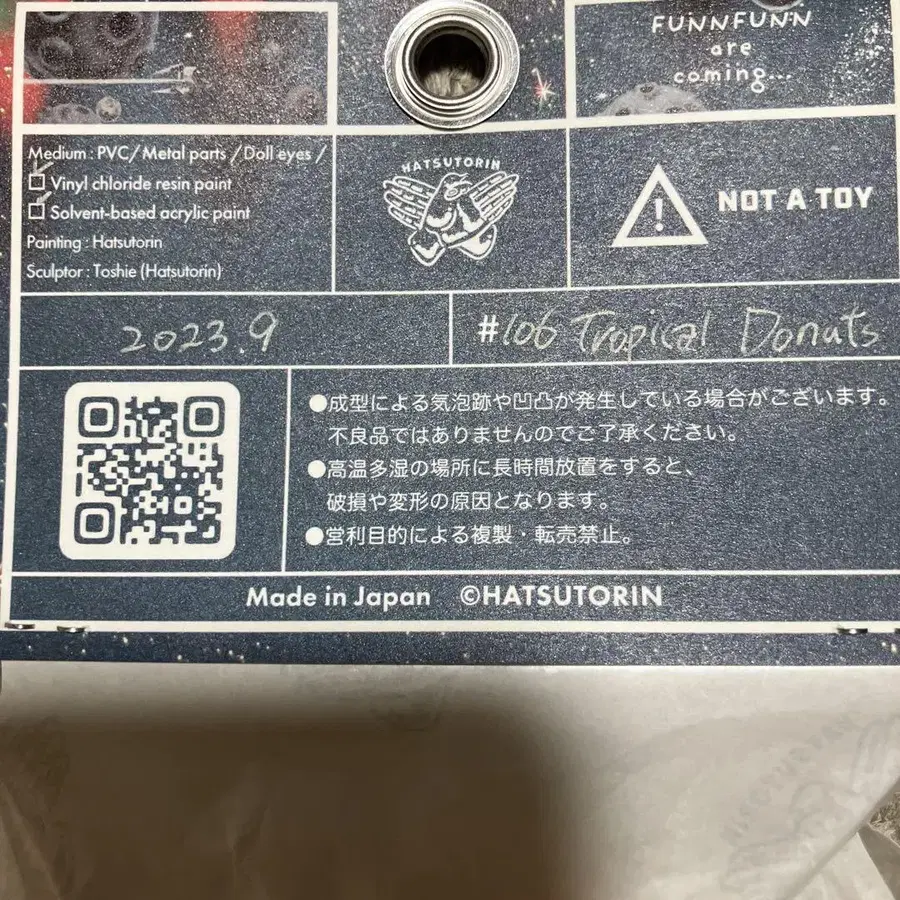 FUNNFUNN
are
coming...
Medium : PVC/Metal parts /Doll eyes /
Vinyl chloride resin paint
Solvent-based acrylic paint
Painting : Hatsutorin
Sculptor : Toshie (Hatsutorin)
HATSUTORIN
NOT A TOY
2023.9
#106 Tropical Donuts
●成型による気泡跡や凹凸が発生している場合がございます。
不良品ではありませんのでご了承ください。
●高温多湿の場所に長時間放置をすると、
破損や変形の原因となります。
●営利目的による複製・転売禁止。
Made in Japan ©HATSUTORIN